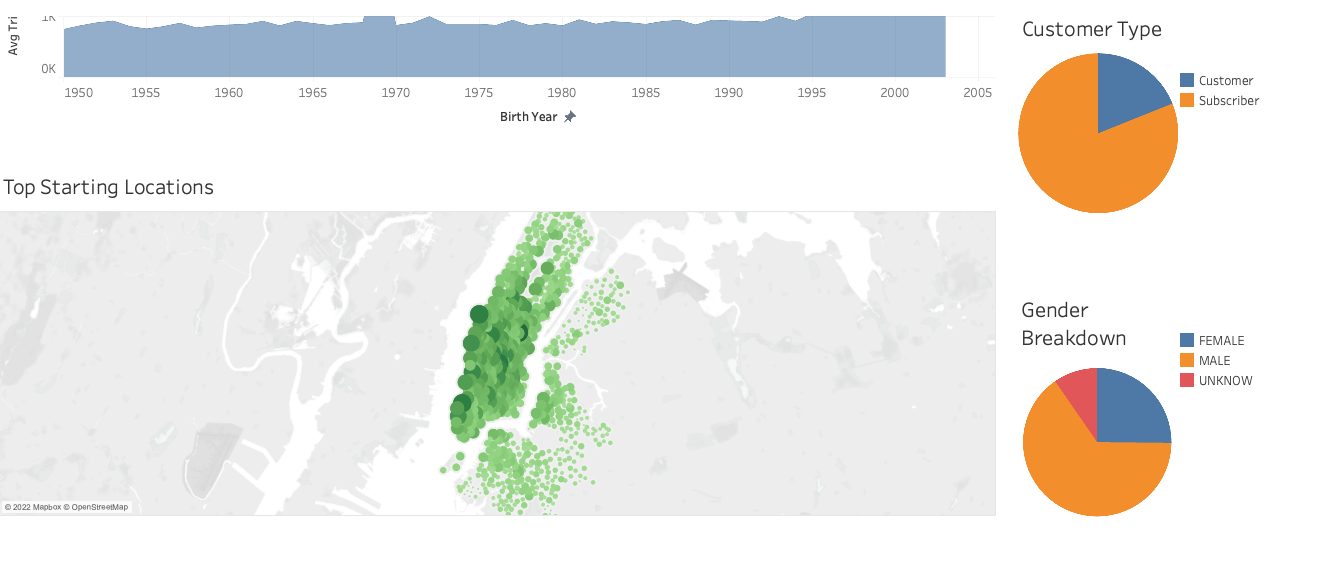 1K
Avg Tri
0K
1950 1955 1960 1965 1970 1975 1980 1985 1990 1995 2000 2005
Birth Year
Top Starting Locations
© 2022 Mapbox © OpenStreetMap
Customer Type
Customer
Subscriber
Gender
Breakdown
FEMALE
MALE
UNKNOW